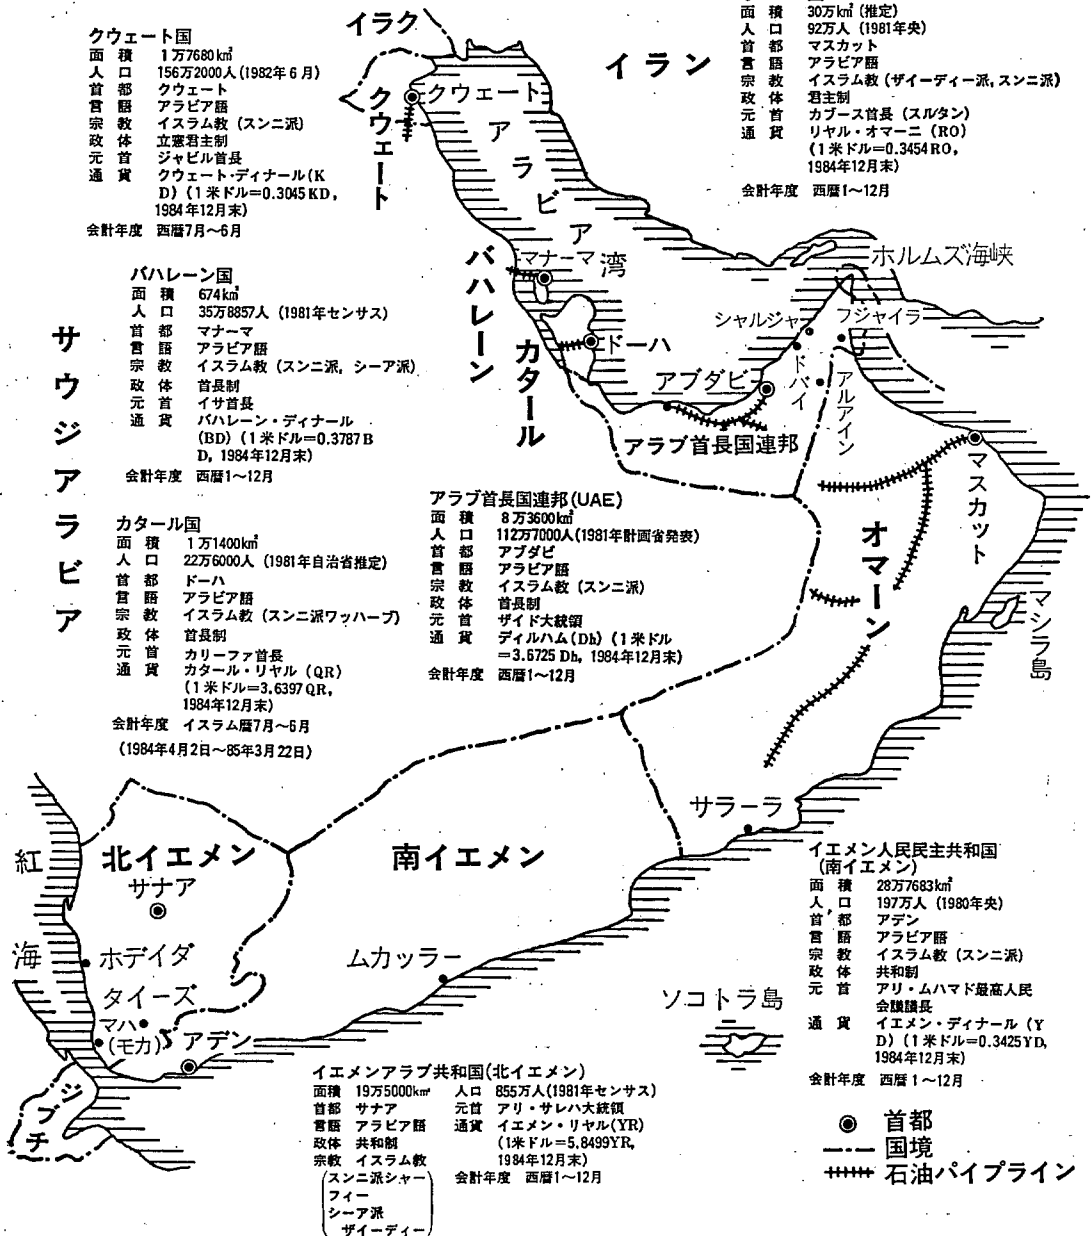 イラク
クウェート国
面積 1万7680㎢
人口 156万2000人(1982年6月)
首都 クウェート
言語 アラビア語
宗教 イスラム教(スンニ派)
政体 立憲君主制
元首 ジャビル首長
通貨 クウェート・ディナール(K
D)(1米ドル=0.3045KD,
1984年12月末)
会計年度 西暦7月~6月
クウェート
クウェート
アラビア湾
イラン
面積 30万㎢(推定)
人口 92万人(1981年央)
首都 マスカット
言語 アラビア語
宗教 イスラム教(ザイーディー派,スンニ派)
政体 君主制
元首 カブース首長(スルタン)
通貨 リヤル・オマーニ(RO)
(1米ドル=0.3454RO,
1984年12月末)
会計年度 西暦1~12月
ホルムズ海峡
バハレーン国
面積 674㎢
人口 35万8857人(1981年センサス)
首都 マナーマ
言語 アラビア語
宗教 イスラム教(スンニ派,シーア派)
政体 首長制
元首 イサ首長
通貨 バハレーン・ディナール
(BD)(1米ドル=0.3787B
D,1984年12月末)
会計年度 西暦1~12月
バハレーン
マナーマ
カタール
ドーハ
シャルジャー
フジャイラ
ドバイ
アブダビ
アルアイン
アラブ首長国連邦
マスカット
サウジアラビア
カタール国
面積 1万1400㎢
人口 22万6000人(1981年自治省推定)
首都 ドーハ
言語 アラビア語
宗教 イスラム教(スンニ派ワッハーブ)
政体 首長制
元首 カリーファ首長
通貨 カタール・リヤル(QR)
(1米ドル=3.6397QR,
1984年12月末)
会計年度 イスラム暦7月~6月
(1984年4月2日~85年3月22日)
アラブ首長国連邦(UAE)
面積 8万3600㎢
人口 112万7000人(1981年計画省発表)
首都 アブダビ
言語 アラビア語
宗教 イスラム教(スンニ派)
政体 首長制
元首 ザイド大統領
通貨 ディルハム(Dh)(1米ドル
=3.6725Dh,1984年12月末)
会計年度 西暦1~12月
オマーン
マシラ島
サラーラ
紅海
北イエメン
サナア
ホデイダ
タイーズ
マハ
(モカ)
アデン
南イエメン
ムカッラー
ソコトラ島
ジブチ
イエメン人民民主共和国
(南イエメン)
面積 28万7683㎢
人口 197万人(1980年央)
首都 アデン
言語 アラビア語
宗教 イスラム教(スンニ派)
政体 共和制
元首 アリ・ムハマド最高人民
会議議長
通貨 イエメン・ディナール(Y
D)(1米ドル=0.3425YD,
1984年12月末)
会計年度 西暦1~12月
イエメンアラブ共和国(北イエメン)
面積 19万5000㎢ 人口 855万人(1981年センサス)
首都 サナア 元首 アリ・サレハ大統領
言語 アラビア語 通貨 イエメン・リヤル(YR)
政体 共和制 (1米ドル=5.8499YR,
宗教 イスラム教 1984年12月末)
(スンニ派シャー 会計年度 西暦1~12月
フィー
シーア派
ザイーディー)
首都
国境
石油パイプライン